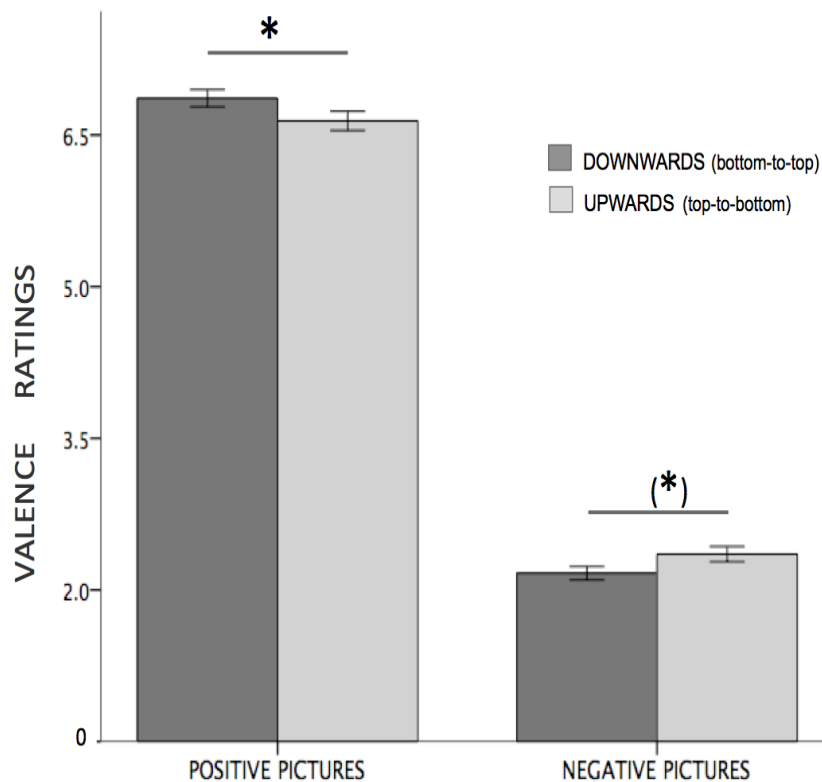 *
6.5
DOWNWARDS (bottom-to-top)
UPWARDS (top-to-bottom)
5.0
VALENCE RATINGS
3.5
(*)
2.0
0
POSITIVE PICTURES
NEGATIVE PICTURES